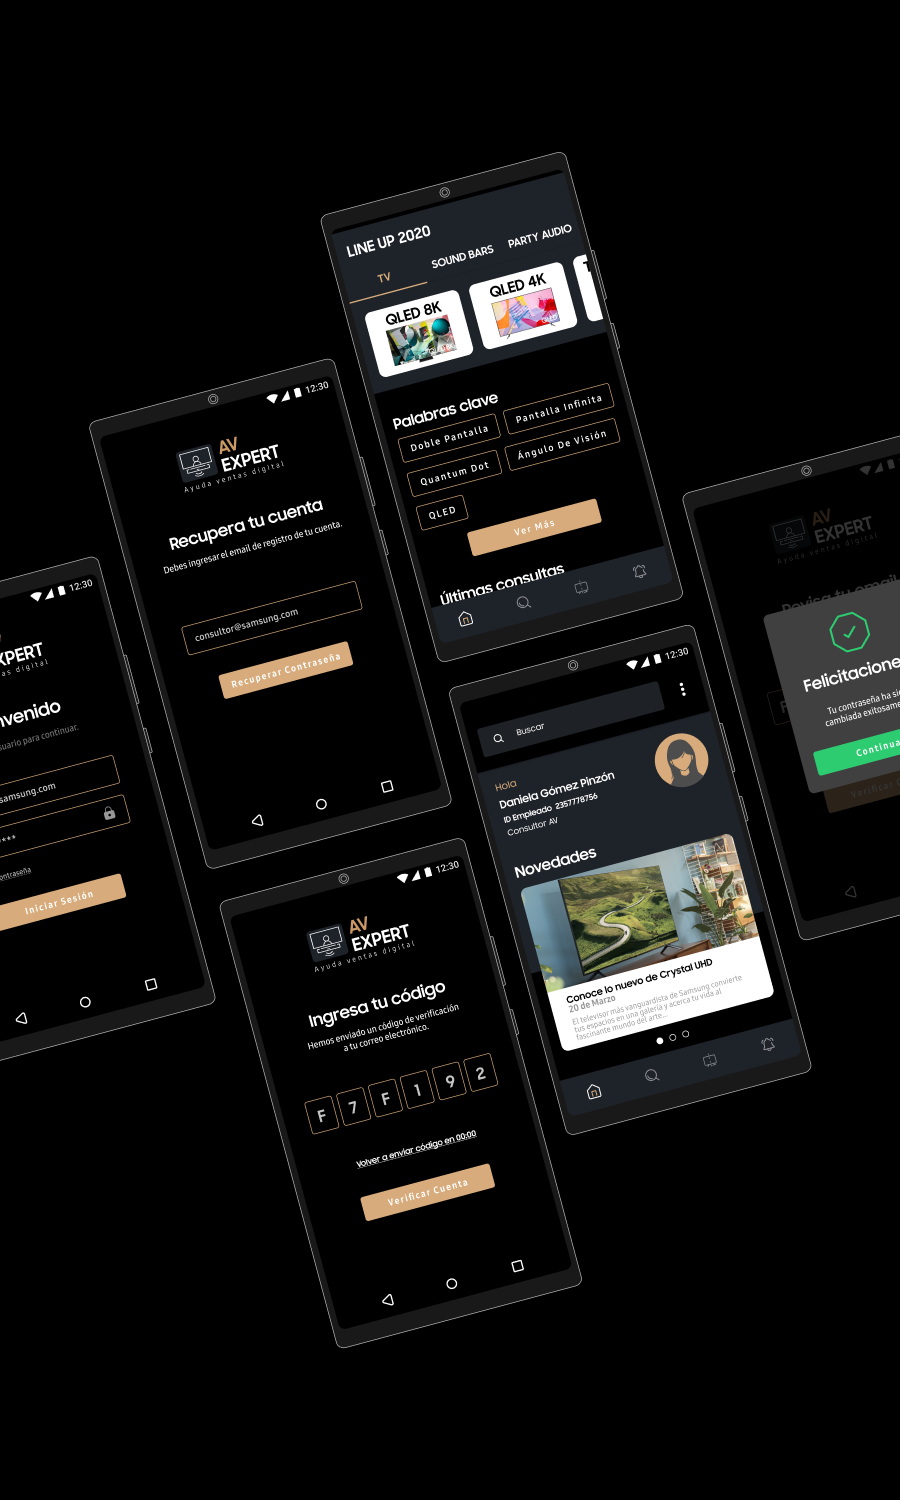 LINE UP 2020
TV
SOUND BARS
PARTY AUDIO
QLED 8K
QLED 4K
Palabras clave
Doble Pantalla
Pantalla Infinita
Quantum Dot
Ángulo De Visión
QLED
Ver Más
Últimas consultas
12:30
AV
EXPERT
Ayuda ventas digital
Recupera tu cuenta
Debes ingresar el email de registro de tu cuenta.
consultor@samsung.com
Recuperar Contraseña
12:30
XPERT
as digital
nvenido
suario para continuar.
samsung.com
****
ontraseña
Iniciar Sesión
12:30
AV
EXPERT
Ayuda ventas digital
Ingresa tu código
Hemos enviado un código de verificación
a tu correo electrónico.
F 7 F 1 9 2
Volver a enviar código en 00:00
Verificar Cuenta
12:30
Buscar
Hola
Daniela Gómez Pinzón
ID Empleado 2357778756
Consultor AV
Novedades
Conoce lo nuevo de Crystal UHD
20 de Marzo
El televisor más vanguardista de Samsung convierte
tus espacios en una galería y acerca tu vida al
fascinante mundo del arte...
AV
EXPERT
Ayuda ventas digital
Revisa tu email
Felicitacione
Tu contraseña ha si
cambiada exitosame
Continua
Verificar C